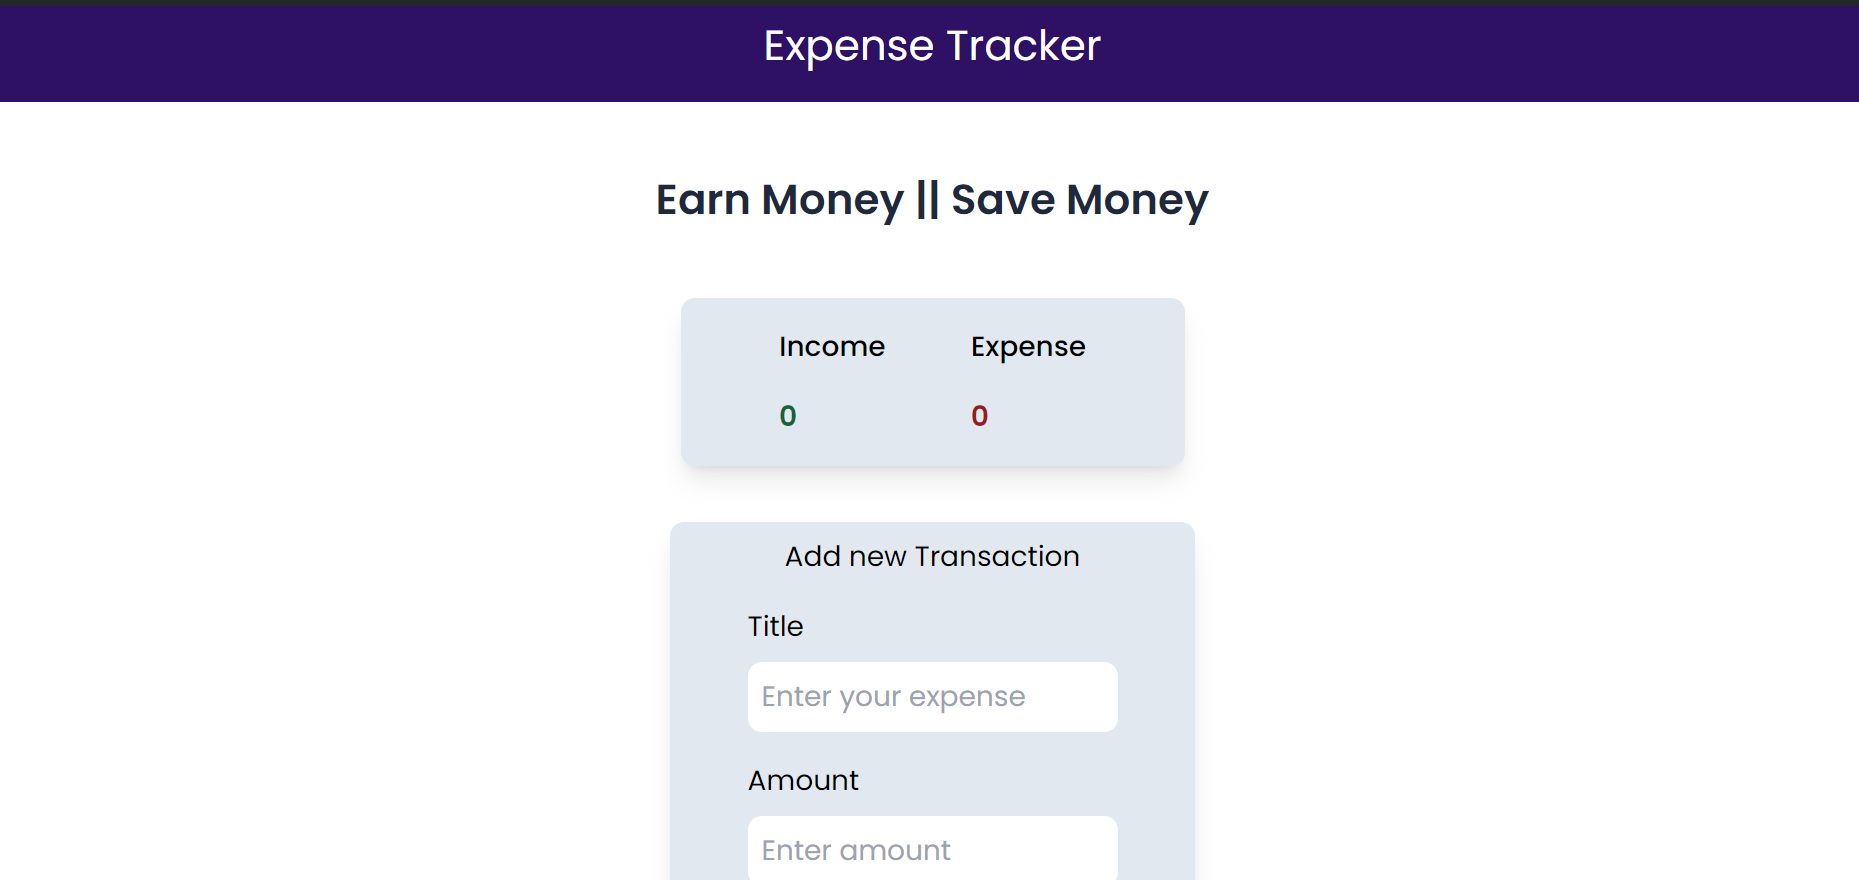 Expense Tracker
Earn Money || Save Money
Income Expense
0 0
Add new Transaction
Title
Enter your expense
Amount
Enter amount